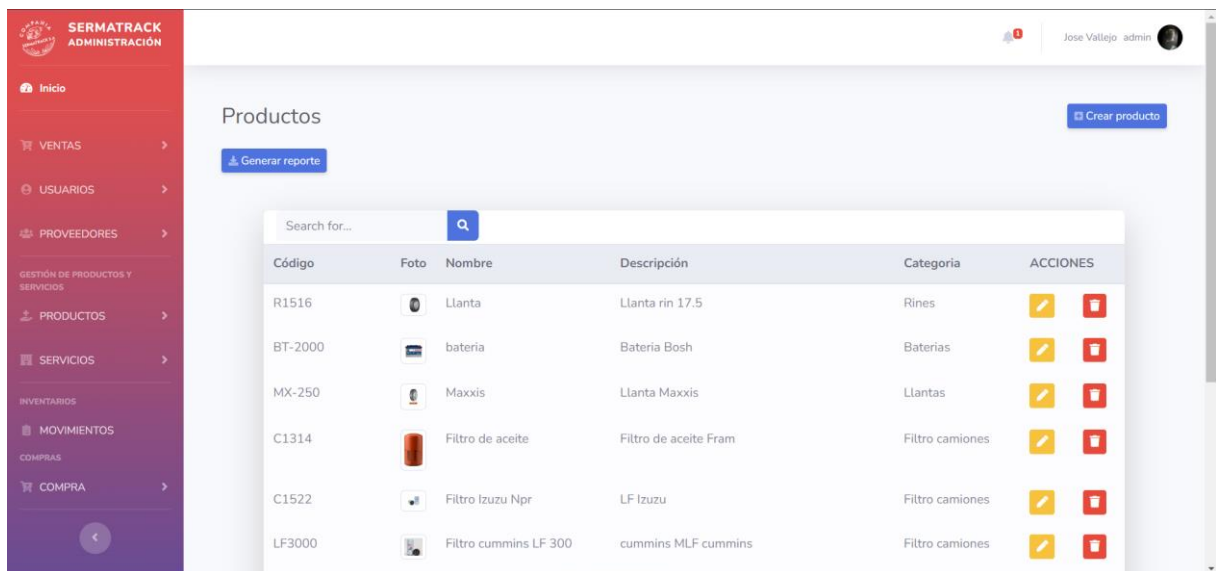 COMPAÑIA
SERMATRACK
ADMINISTRACIÓN
1
Jose Vallejo admin
Inicio
Productos
Crear producto
VENTAS
Generar reporte
USUARIOS
PROVEEDORES
Search for...
Código Foto Nombre Descripción Categoria ACCIONES
GESTIÓN DE PRODUCTOS Y
SERVICIOS
R1516 Llanta Llanta rin 17.5 Rines
PRODUCTOS
BT-2000 bateria Bateria Bosh Baterias
SERVICIOS
MX-250 Maxxis Llanta Maxxis Llantas
INVENTARIOS
MOVIMIENTOS
C1314 Filtro de aceite Filtro de aceite Fram Filtro camiones
COMPRAS
COMPRA
C1522 Filtro Izuzu Npr LF Izuzu Filtro camiones
LF3000 Filtro cummins LF 300 cummins MLF cummins Filtro camiones